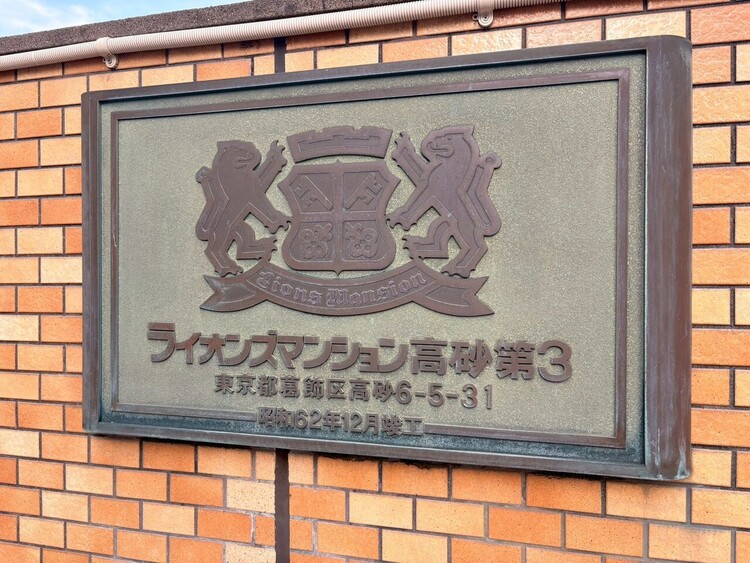 Lions Mansion
ライオンズマンション高砂第3
東京都葛飾区高砂6-5-31
昭和62年12月竣工